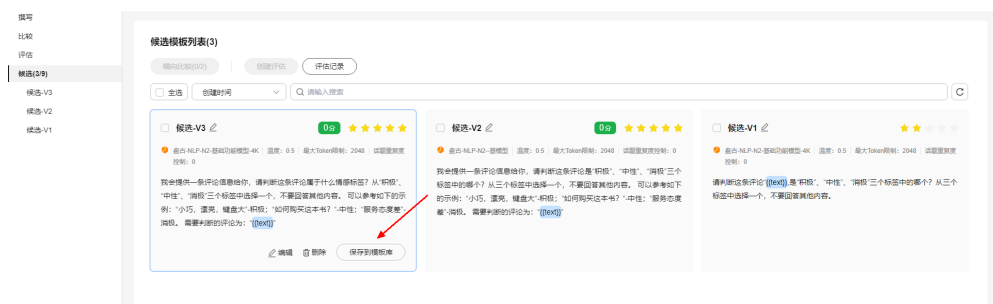 撰写
比较
评估
候选(3/9)
候选-V3
候选-V2
候选-V1
候选模板列表(3)
横向比较(0/2)
创建评估
评估记录
全选
创建时间
请输入搜索
候选-V3
0分
盘古-NLP-N2-基础功能模型-4K 温度：0.5 最大Token限制：2048 话题重复度
控制：0
我会提供一条评论信息给你，请判断这条评论属于什么情感标签？从“积极”、
“中性”、“消极”三个标签中选择一个，不要回答其他内容。可以参考如下的示
例：“小巧，漂亮，键盘大”-积极；“如何购买这本书？”-中性；“服务态度差”-
消极。 需要判断的评论为：“{{text}}”
编辑
删除
保存到模板库
候选-V2
0分
盘古-NLP-N2--基模型 温度：0.5 最大Token限制：2048 话题重复度控制：0
我会提供一条评论信息给你，请判断这条评论是“积极”、“中性”、“消极”三个
标签中的哪个？从三个标签中选择一个，不要回答其他内容。 可以参考如下
的示例：“小巧，漂亮，键盘大”-积极；“如何购买这本书？”-中性；“服务态度
差”-消极。 需要判断的评论为：“{{text}}”
候选-V1
盘古-NLP-N2-基础功能模型-4K 温度：0.5 最大Token限制：2048 话题重复度
控制：0
请判断这条评论“{{text}}是“积极”、“中性”、“消极”三个标签中的哪个？从三个
标签中选择一个，不要回答其他内容。